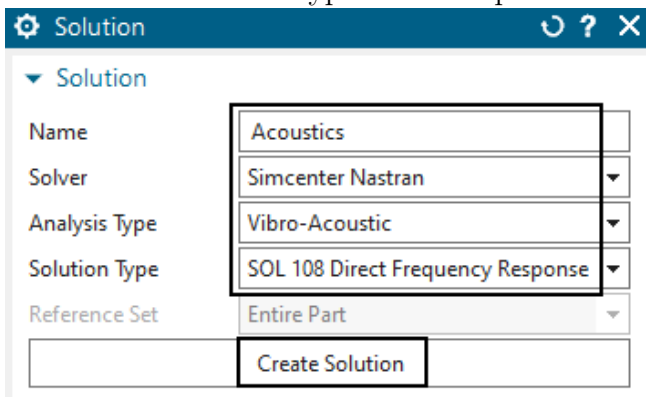 Solution
Solution
Name Acoustics
Solver Simcenter Nastran
Analysis Type Vibro-Acoustic
Solution Type SOL 108 Direct Frequency Response
Reference Set Entire Part
Create Solution